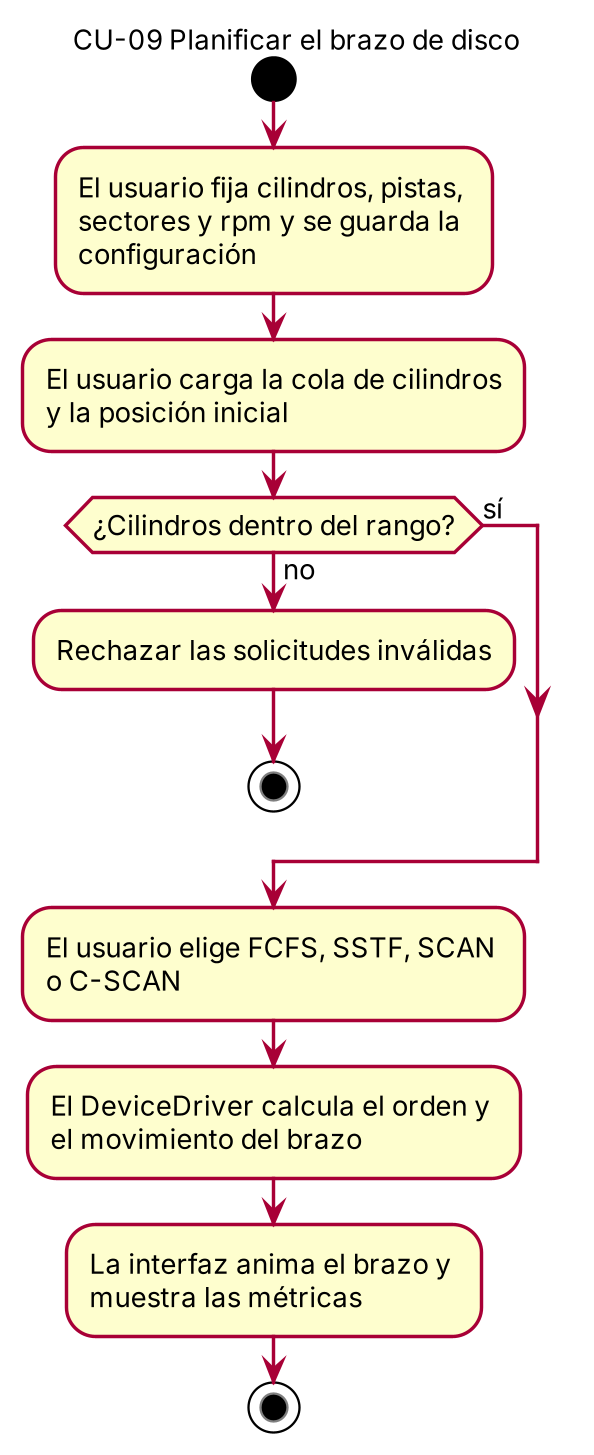 CU-09 Planificar el brazo de disco
El usuario fija cilindros, pistas,
sectores y rpm y se guarda la
configuración
El usuario carga la cola de cilindros
y la posición inicial
¿Cilindros dentro del rango?
sí
no
Rechazar las solicitudes inválidas
El usuario elige FCFS, SSTF, SCAN
o C-SCAN
El DeviceDriver calcula el orden y
el movimiento del brazo
La interfaz anima el brazo y
muestra las métricas